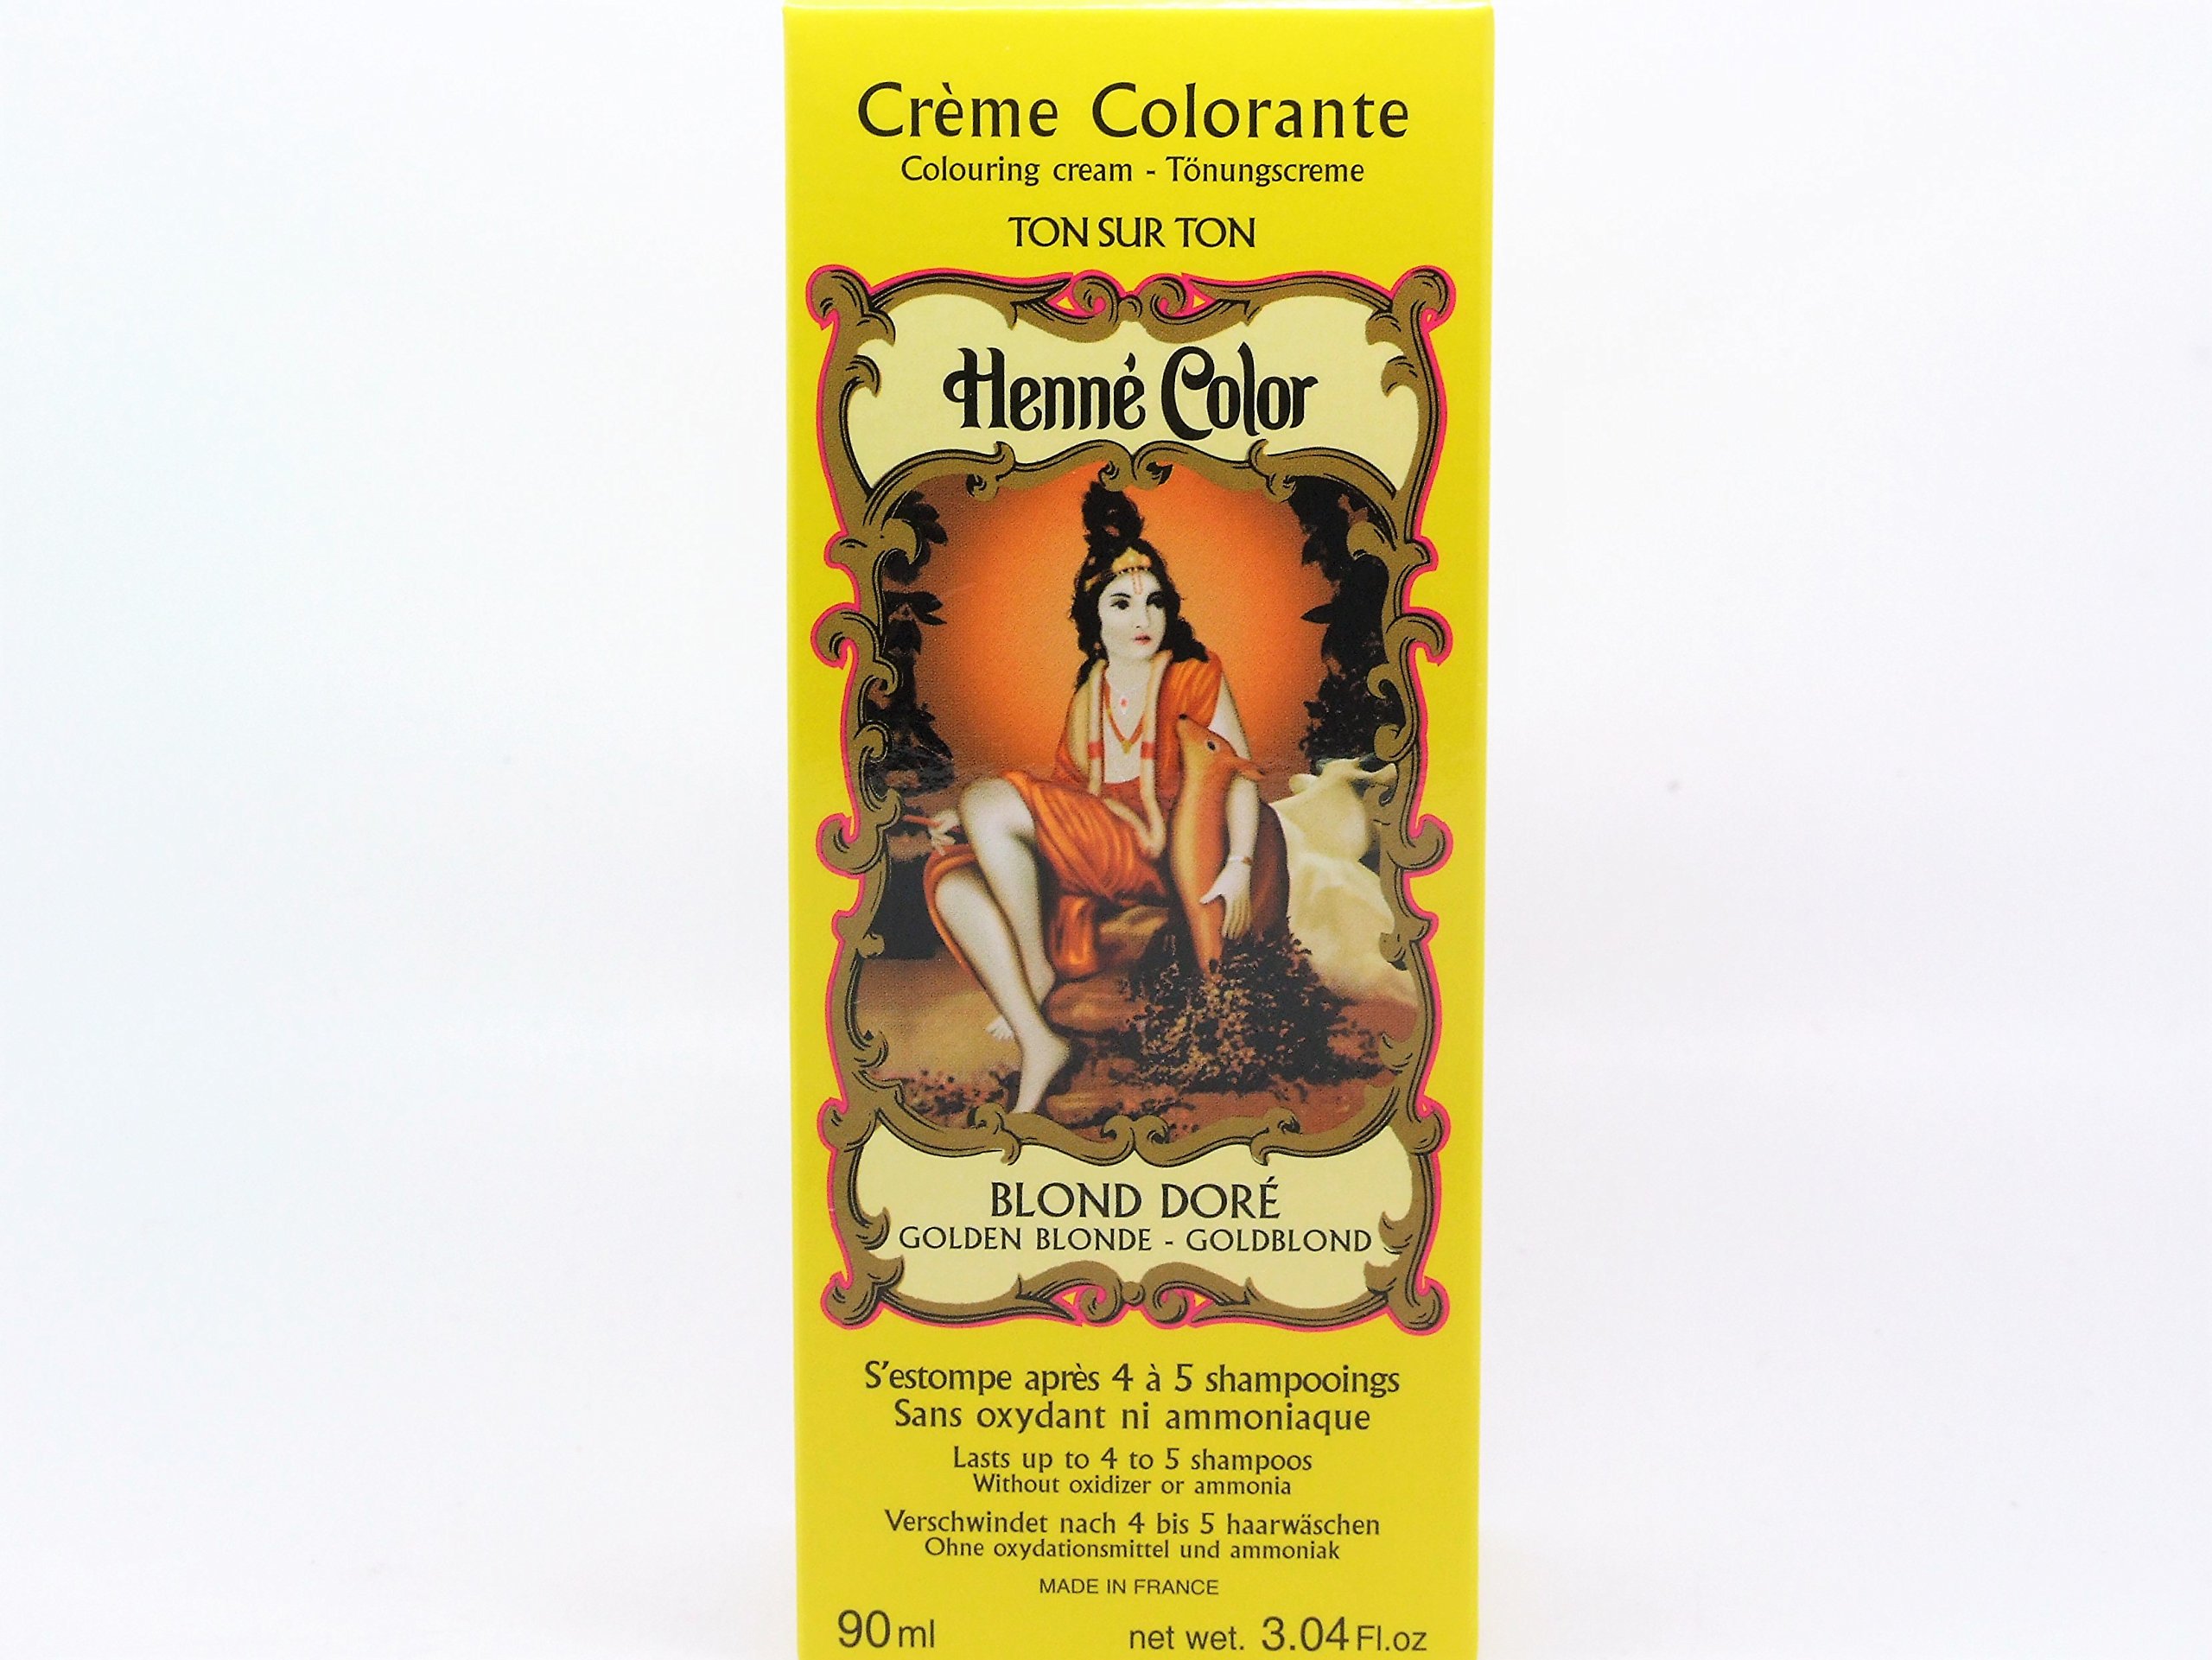 Crème Colorante
Colouring cream - Tönungscreme
TON SUR TON
Henné Color
BLOND DORÉ
GOLDEN BLONDE - GOLDBLOND
S'estompe après 4 à 5 shampooings
Sans oxydant ni ammoniaque
Lasts up to 4 to 5 shampoos
Without oxidizer or ammonia
Verschwindet nach 4 bis 5 haarwäschen
Ohne oxydationsmittel und ammoniak
MADE IN FRANCE
90 ml net wet. 3.04 Fl.oz